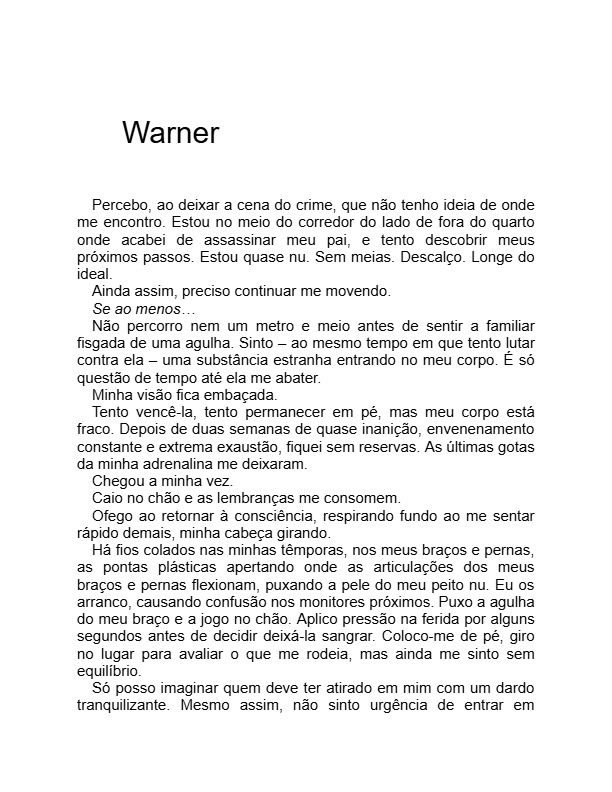 Warner
Percebo, ao deixar a cena do crime, que não tenho ideia de onde
me encontro. Estou no meio do corredor do lado de fora do quarto
onde acabei de assassinar meu pai, e tento descobrir meus
próximos passos. Estou quase nu. Sem meias. Descalço. Longe do
ideal.
Ainda assim, preciso continuar me movendo.
Se ao menos…
Não percorro nem um metro e meio antes de sentir a familiar
fisgada de uma agulha. Sinto – ao mesmo tempo em que tento lutar
contra ela – uma substância estranha entrando no meu corpo. É só
questão de tempo até ela me abater.
Minha visão fica embaçada.
Tento vencê-la, tento permanecer em pé, mas meu corpo está
fraco. Depois de duas semanas de quase inanição, envenenamento
constante e extrema exaustão, fiquei sem reservas. As últimas gotas
da minha adrenalina me deixaram.
Chegou a minha vez.
Caio no chão e as lembranças me consomem.
Ofego ao retornar à consciência, respirando fundo ao me sentar
rápido demais, minha cabeça girando.
Há fios colados nas minhas têmporas, nos meus braços e pernas,
as pontas plásticas apertando onde as articulações dos meus
braços e pernas flexionam, puxando a pele do meu peito nu. Eu os
arranco, causando confusão nos monitores próximos. Puxo a agulha
do meu braço e a jogo no chão. Aplico pressão na ferida por alguns
segundos antes de decidir deixá-la sangrar. Coloco-me de pé, giro
no lugar para avaliar o que me rodeia, mas ainda me sinto sem
equilíbrio.
Só posso imaginar quem deve ter atirado em mim com um dardo
tranquilizante. Mesmo assim, não sinto urgência de entrar em